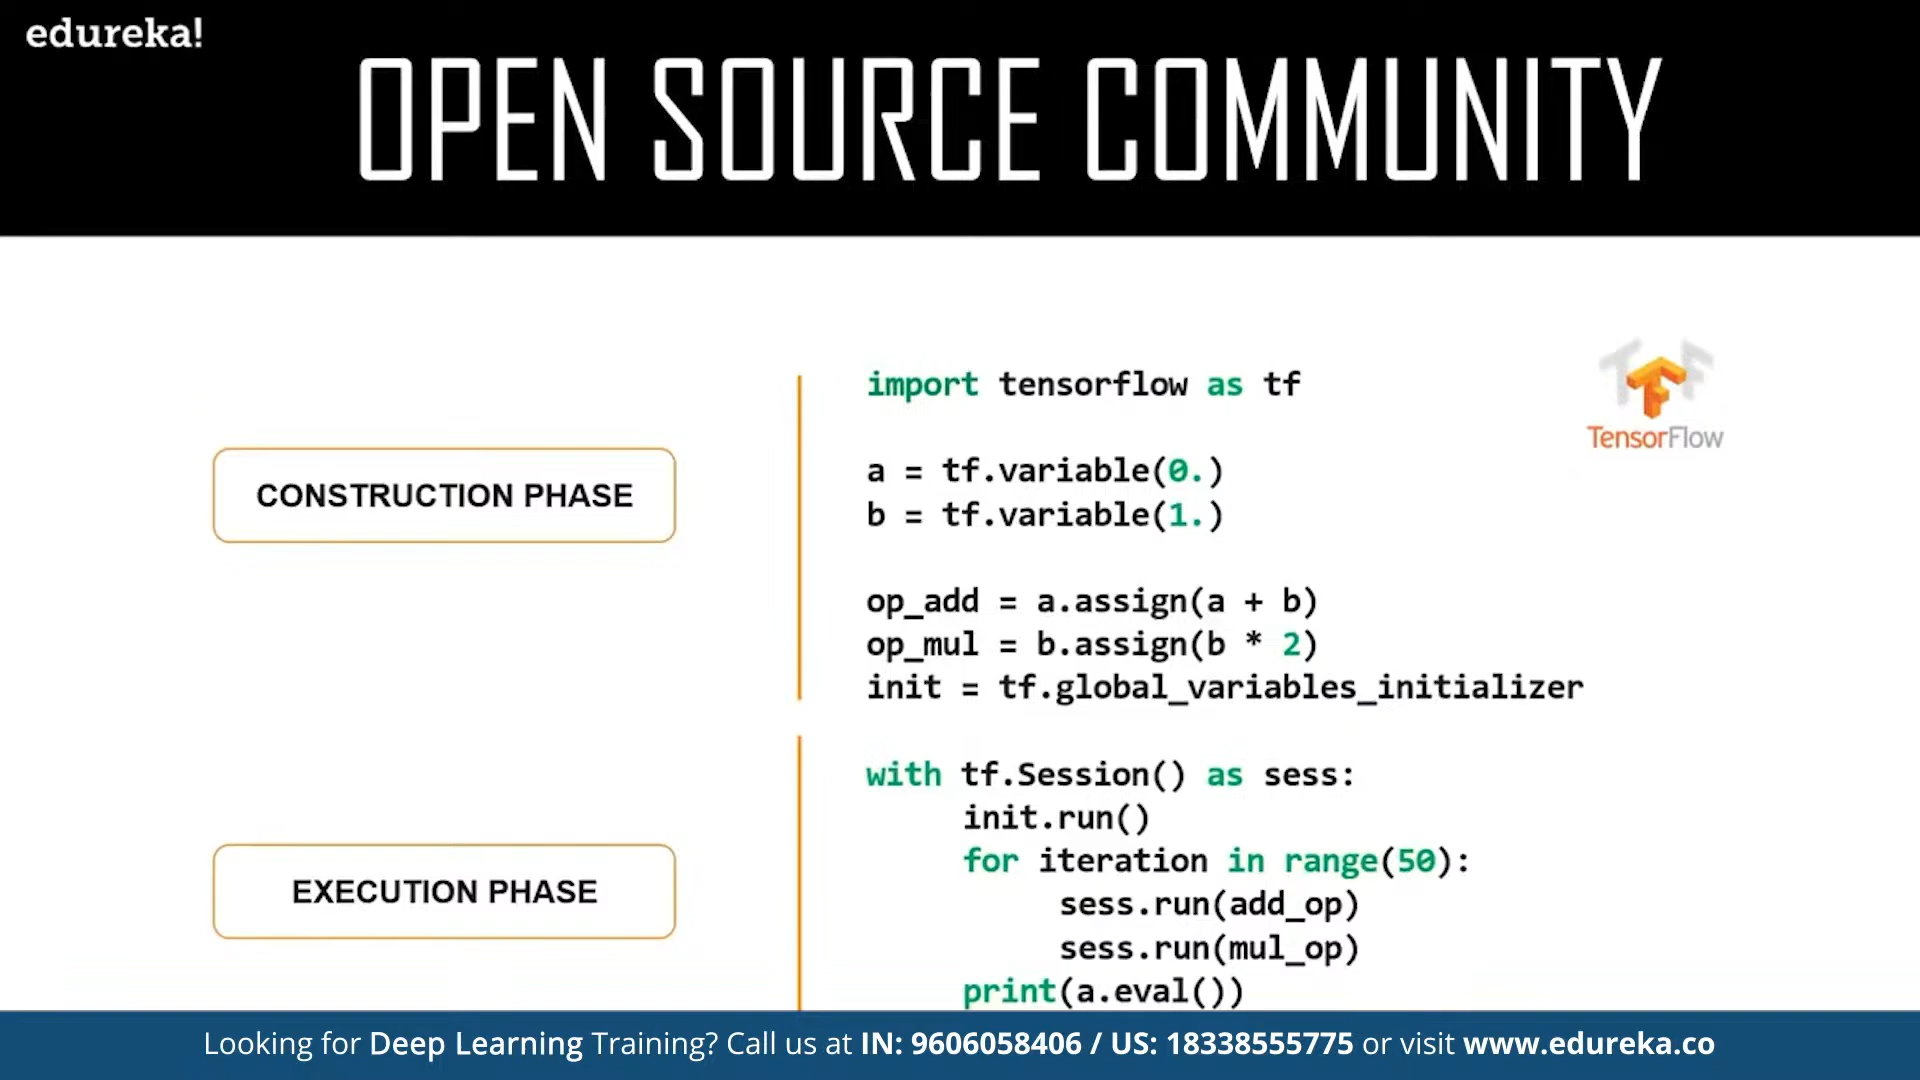 edureka!
OPEN SOURCE COMMUNITY
import tensorflow as tf
TensorFlow
a = tf.variable(0.)
b = tf.variable(1.)
CONSTRUCTION PHASE
op_add = a.assign(a + b)
op_mul = b.assign(b * 2)
init = tf.global_variables_initializer
with tf.Session() as sess:
init.run()
for iteration in range(50):
sess.run(add_op)
sess.run(mul_op)
print(a.eval())
EXECUTION PHASE
Looking for Deep Learning Training? Call us at IN: 9606058406 / US: 18338555775 or visit www.edureka.co